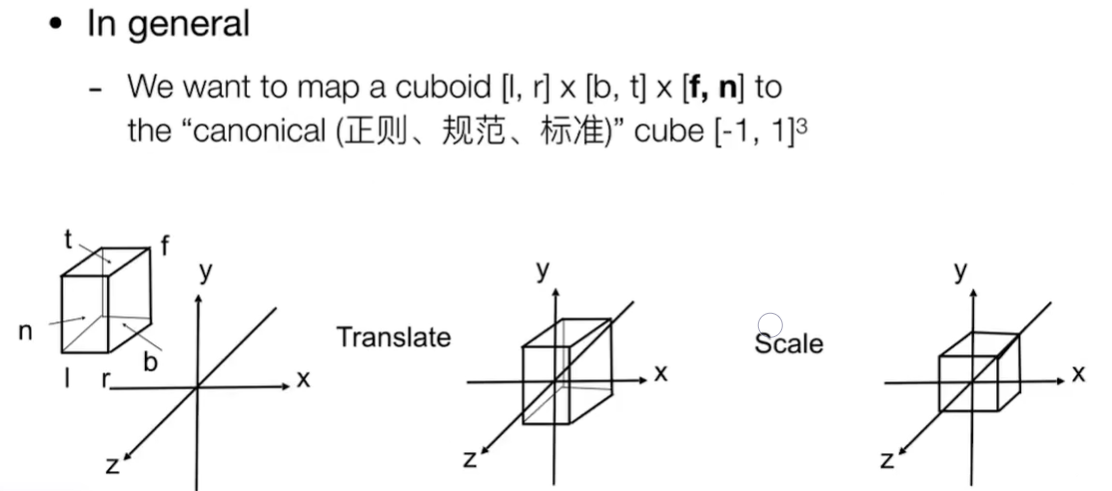 • In general
- We want to map a cuboid [l, r] x [b, t] x [f, n] to
the “canonical (正则、规范、标准)” cube [-1, 1]³
t
f
y
n
b
l
r
x
z
Translate
y
x
z
Scale
y
x
z